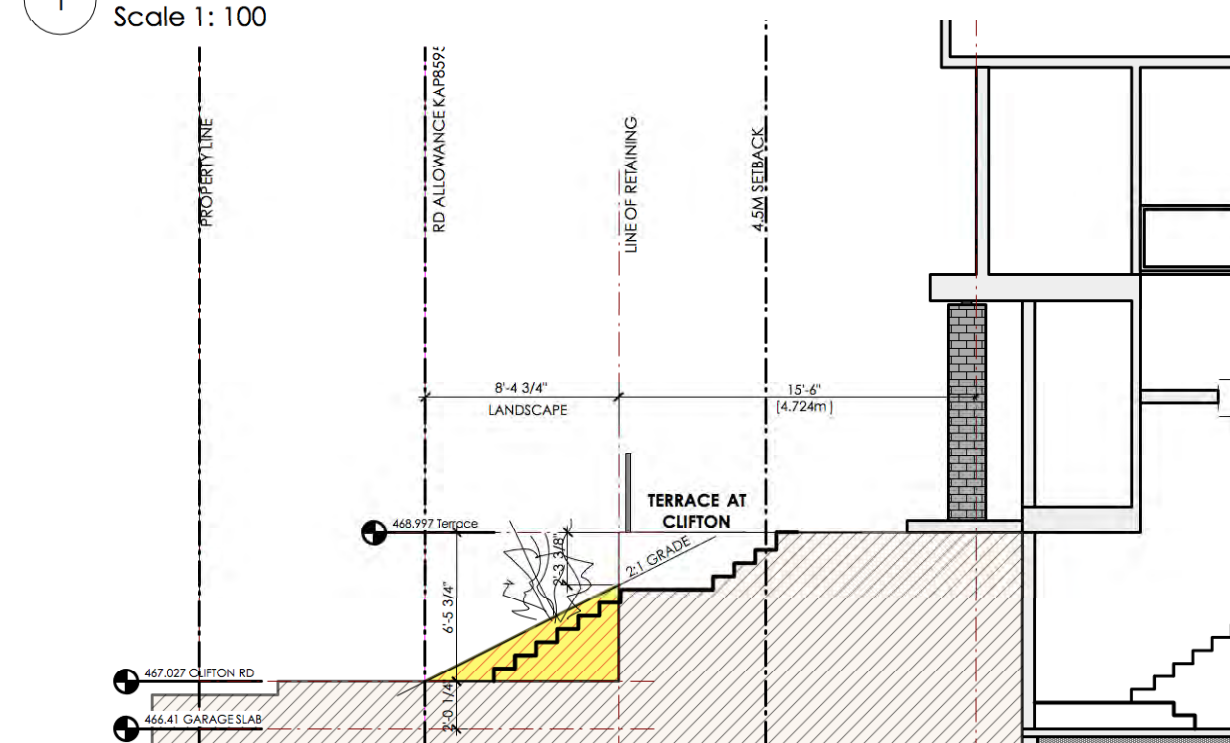 1
Scale 1: 100
PROPERTY LINE
RD ALLOWANCE KAP8595
LINE OF RETAINING
4.5M SETBACK
8'-4 3/4"
LANDSCAPE
15'-6"
[4.724m]
TERRACE AT
CLIFTON
468.997 Terrace
2'-3 3/8"
2:1 GRADE
6'-5 3/4"
467.027 CLIFTON RD
2'-0 1/4"
466.41 GARAGE SLAB